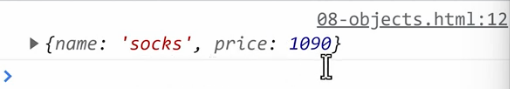 08-objects.html:12
▶ {name: 'socks', price: 1090}
>